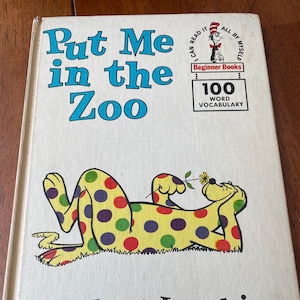 Put Me
in the
Zoo
I CAN READ IT ALL BY MYSELF
Beginner Books
100
WORD
VOCABULARY